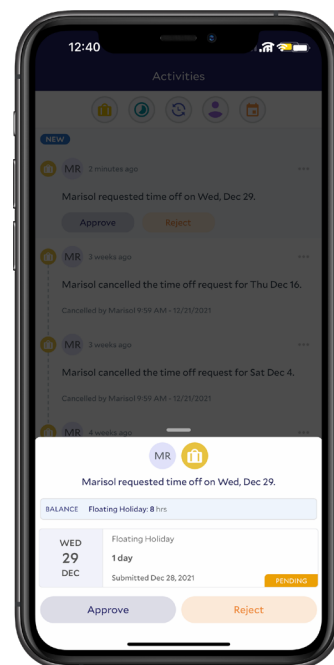 12:40
Activities
NEW
MR 2 minutes ago
Marisol requested time off on Wed, Dec 29.
Approve Reject
MR 3 weeks ago
Marisol cancelled the time off request for Thu Dec 16.
Cancelled by Marisol 9:59 AM - 12/21/2021
MR 3 weeks ago
Marisol cancelled the time off request for Sat Dec 4.
Cancelled by Marisol 9:59 AM - 12/21/2021
MR 4 weeks ago
MR
Marisol requested time off on Wed, Dec 29.
BALANCE Floating Holiday: 8 hrs
WED
29
DEC
Floating Holiday
1 day
Submitted Dec 28, 2021
PENDING
Approve Reject